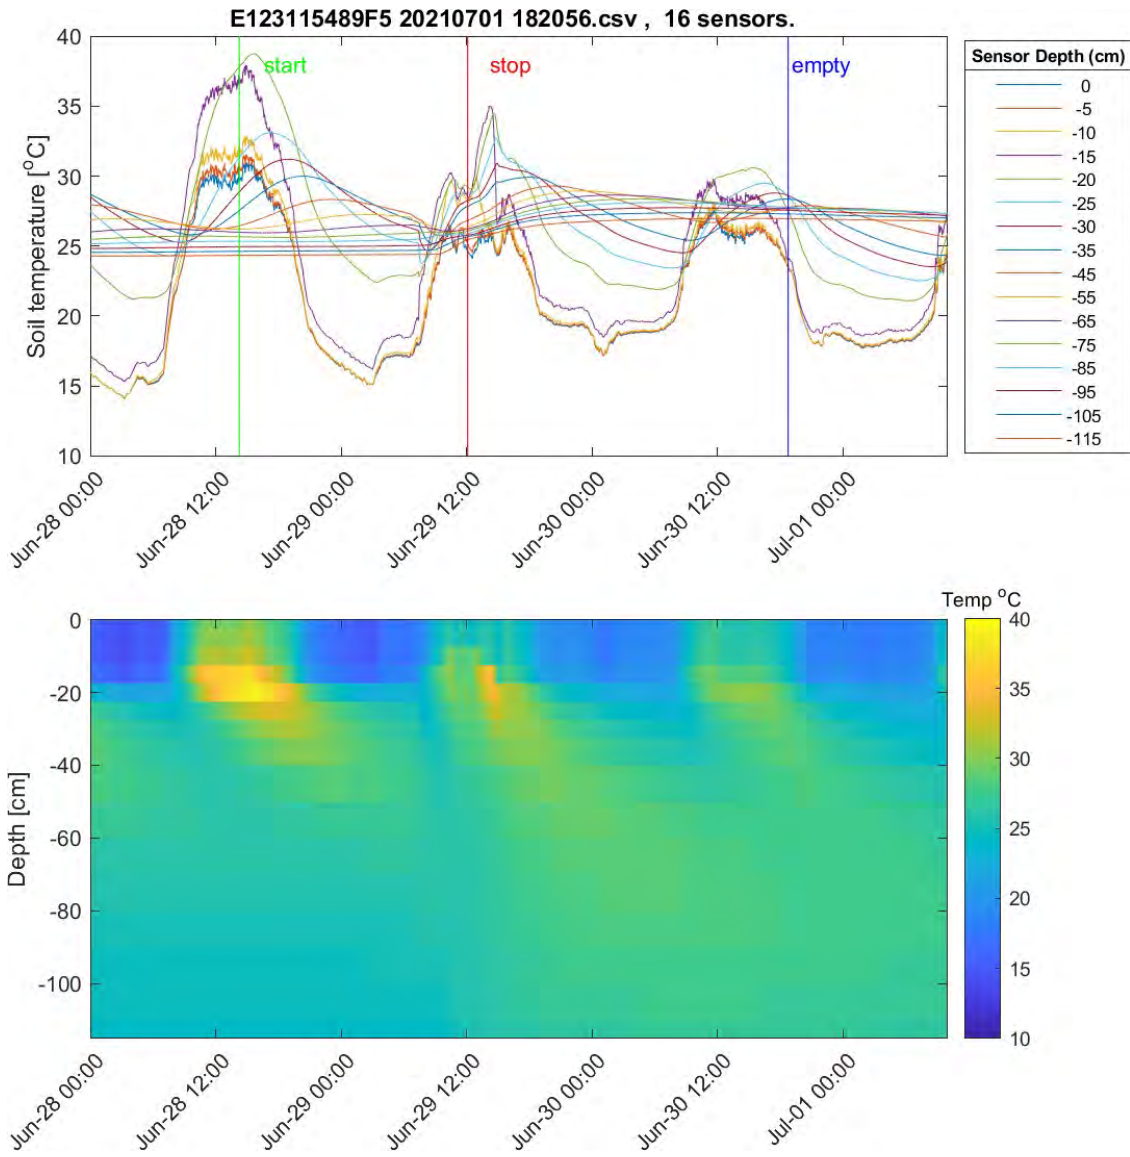 E123115489F5 20210701 182056.csv ,  16 sensors.
Soil temperature [°C]
40
35
30
25
20
15
10
start
stop
empty
Jun-28 00:00
Jun-28 12:00
Jun-29 00:00
Jun-29 12:00
Jun-30 00:00
Jun-30 12:00
Jul-01 00:00
Sensor Depth (cm)
0
-5
-10
-15
-20
-25
-30
-35
-45
-55
-65
-75
-85
-95
-105
-115
Depth [cm]
0
-20
-40
-60
-80
-100
Jun-28 00:00
Jun-28 12:00
Jun-29 00:00
Jun-29 12:00
Jun-30 00:00
Jun-30 12:00
Jul-01 00:00
Temp °C
40
35
30
25
20
15
10